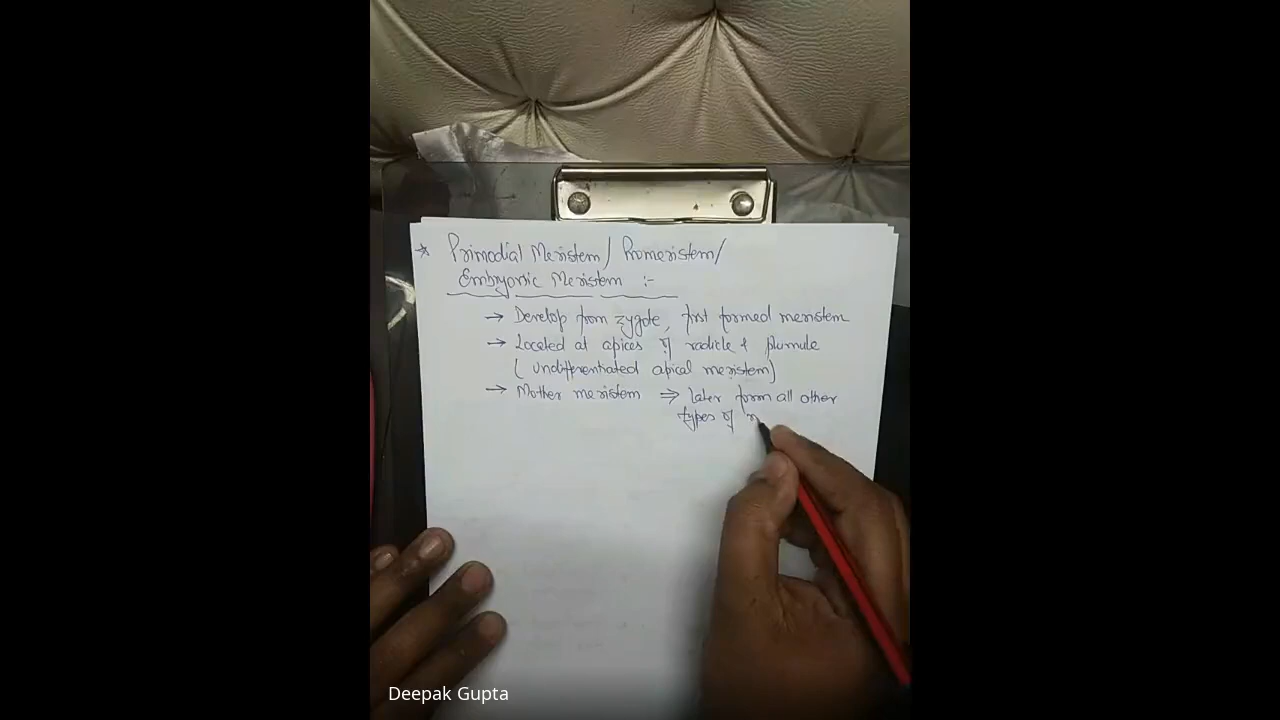 ☆ Primodial Meristem / Promeristem /
Embryonic Meristem :-
→ Develop from zygote, first formed meristem
→ Located at apices of radicle & plumule
(undifferentiated apical meristem)
→ Mother meristem ⇒ later form all other
types of
Deepak Gupta